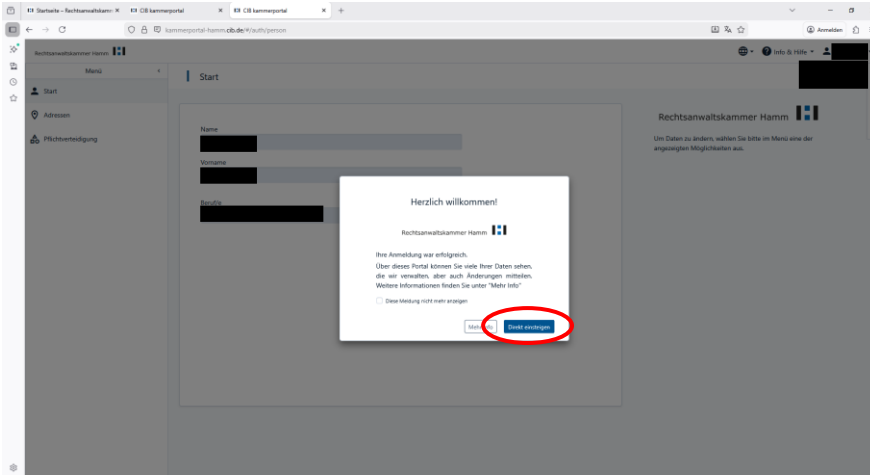 Startseite – Rechtsanwaltskamm
CIB kammerportal
CIB kammerportal
kammerportal-hamm.cib.de/#/auth/person
Anmelden
Rechtsanwaltskammer Hamm
Info & Hilfe
Menü
Start
Start
Adressen
Pflichtverteidigung
Name
Vorname
Berufle
Rechtsanwaltskammer Hamm
Um Daten zu ändern, wählen Sie bitte im Menü eine der
angezeigten Möglichkeiten aus.
Herzlich willkommen!
Rechtsanwaltskammer Hamm
Ihre Anmeldung war erfolgreich.
Über dieses Portal können Sie viele Ihrer Daten sehen,
die wir verwalten, aber auch Änderungen mitteilen.
Weitere Informationen finden Sie unter "Mehr Info"
Diese Meldung nicht mehr anzeigen
Direkt einsteigen